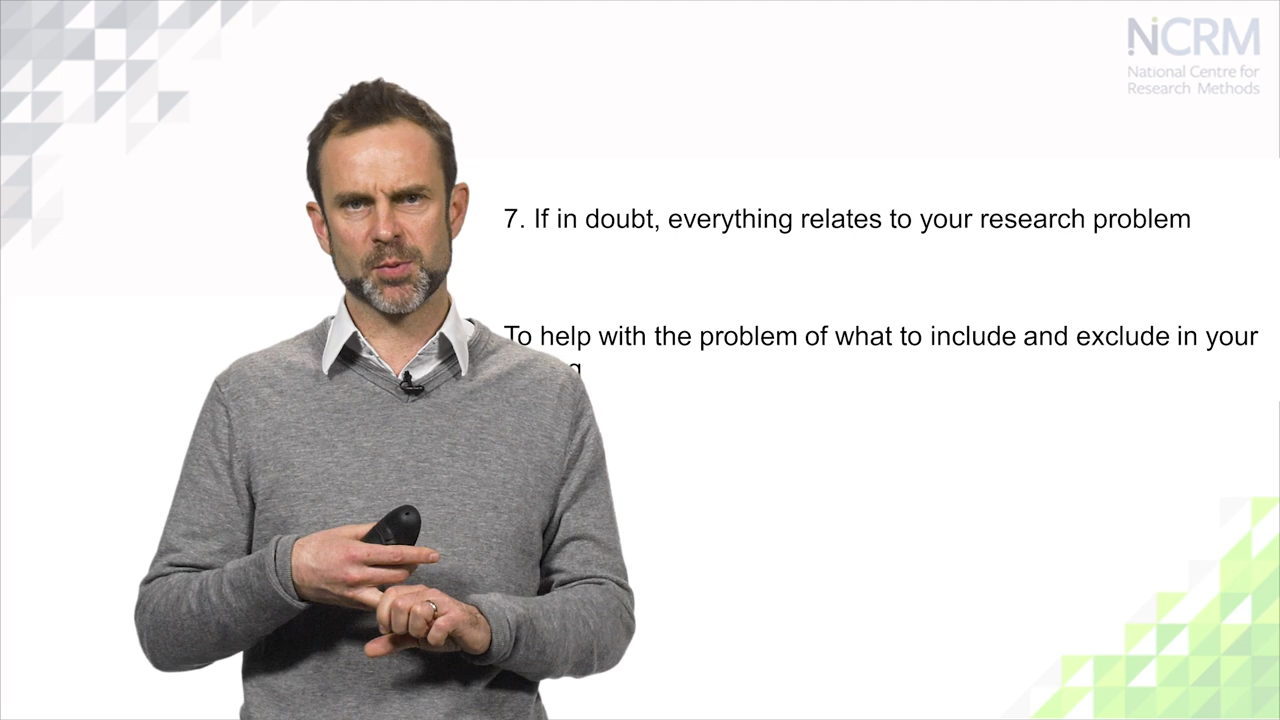 NCRM
National Centre for
Research Methods
7. If in doubt, everything relates to your research problem
To help with the problem of what to include and exclude in your